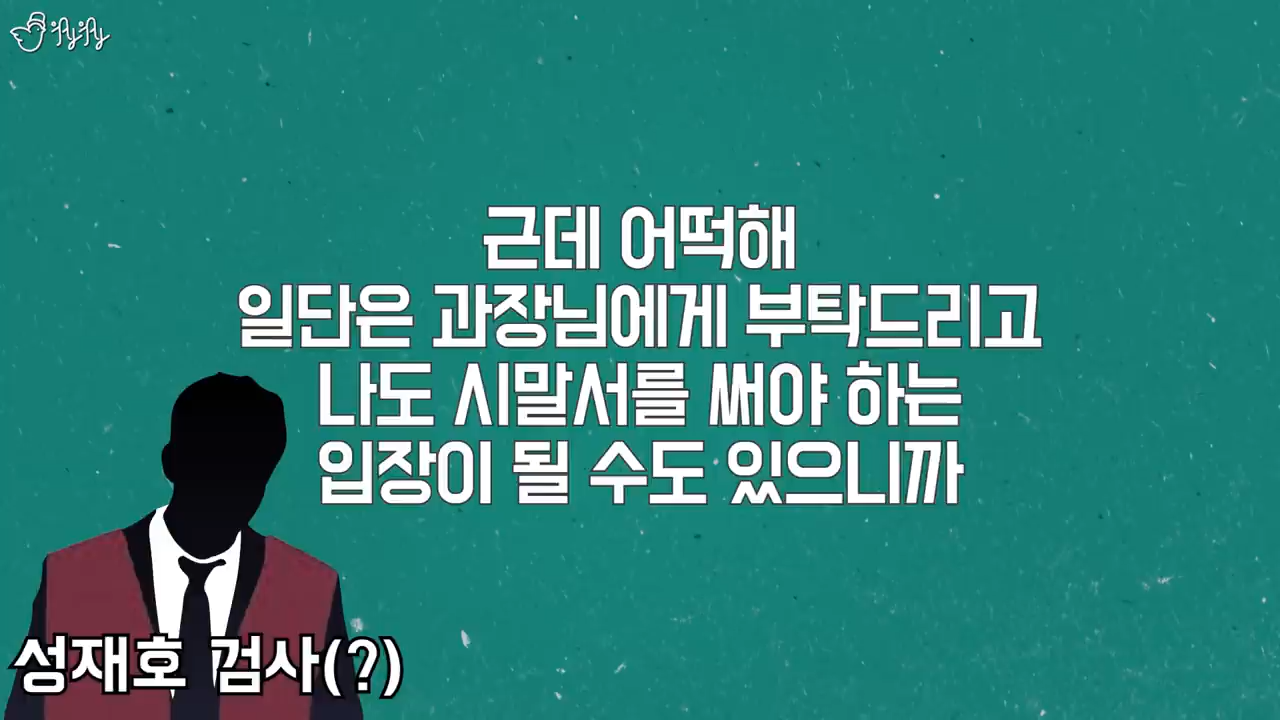 근데 어떡해
일단은 과장님에게 부탁드리고
나도 시말서를 써야 하는
입장이 될 수도 있으니까
성재호 검사(?)